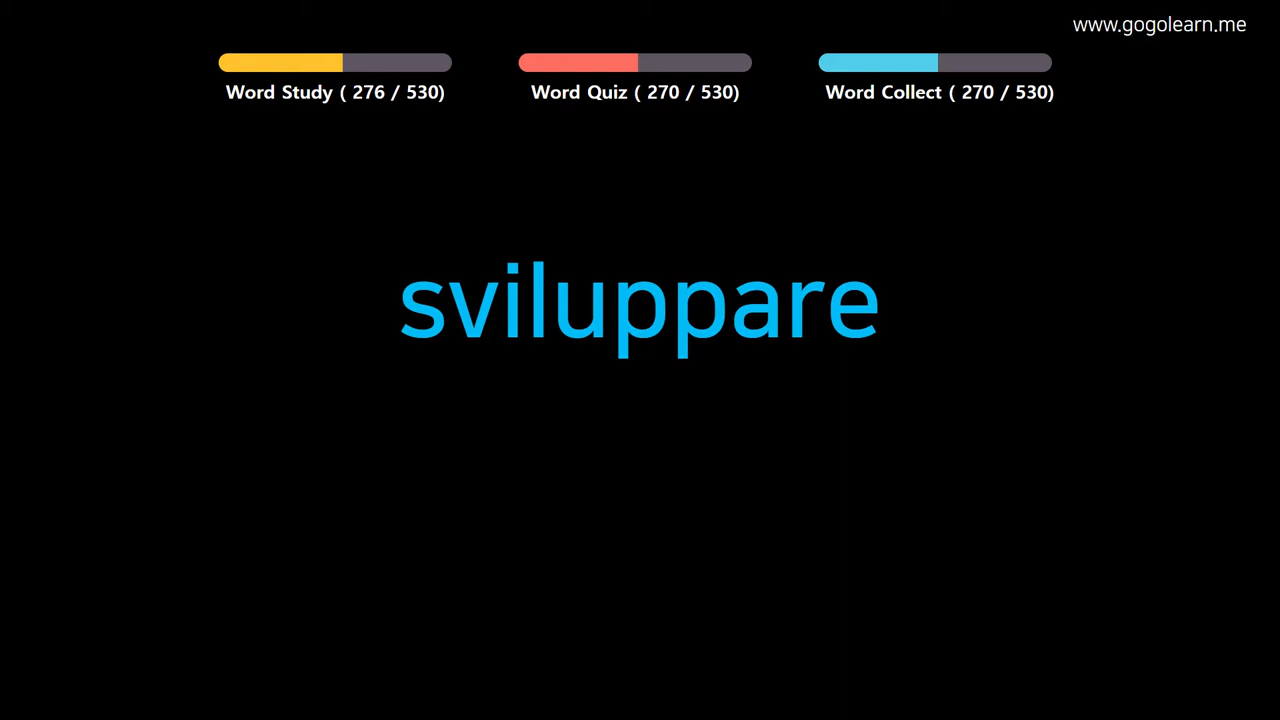 www.gogolearn.me
Word Study ( 276 / 530)
Word Quiz ( 270 / 530)
Word Collect ( 270 / 530)
sviluppare